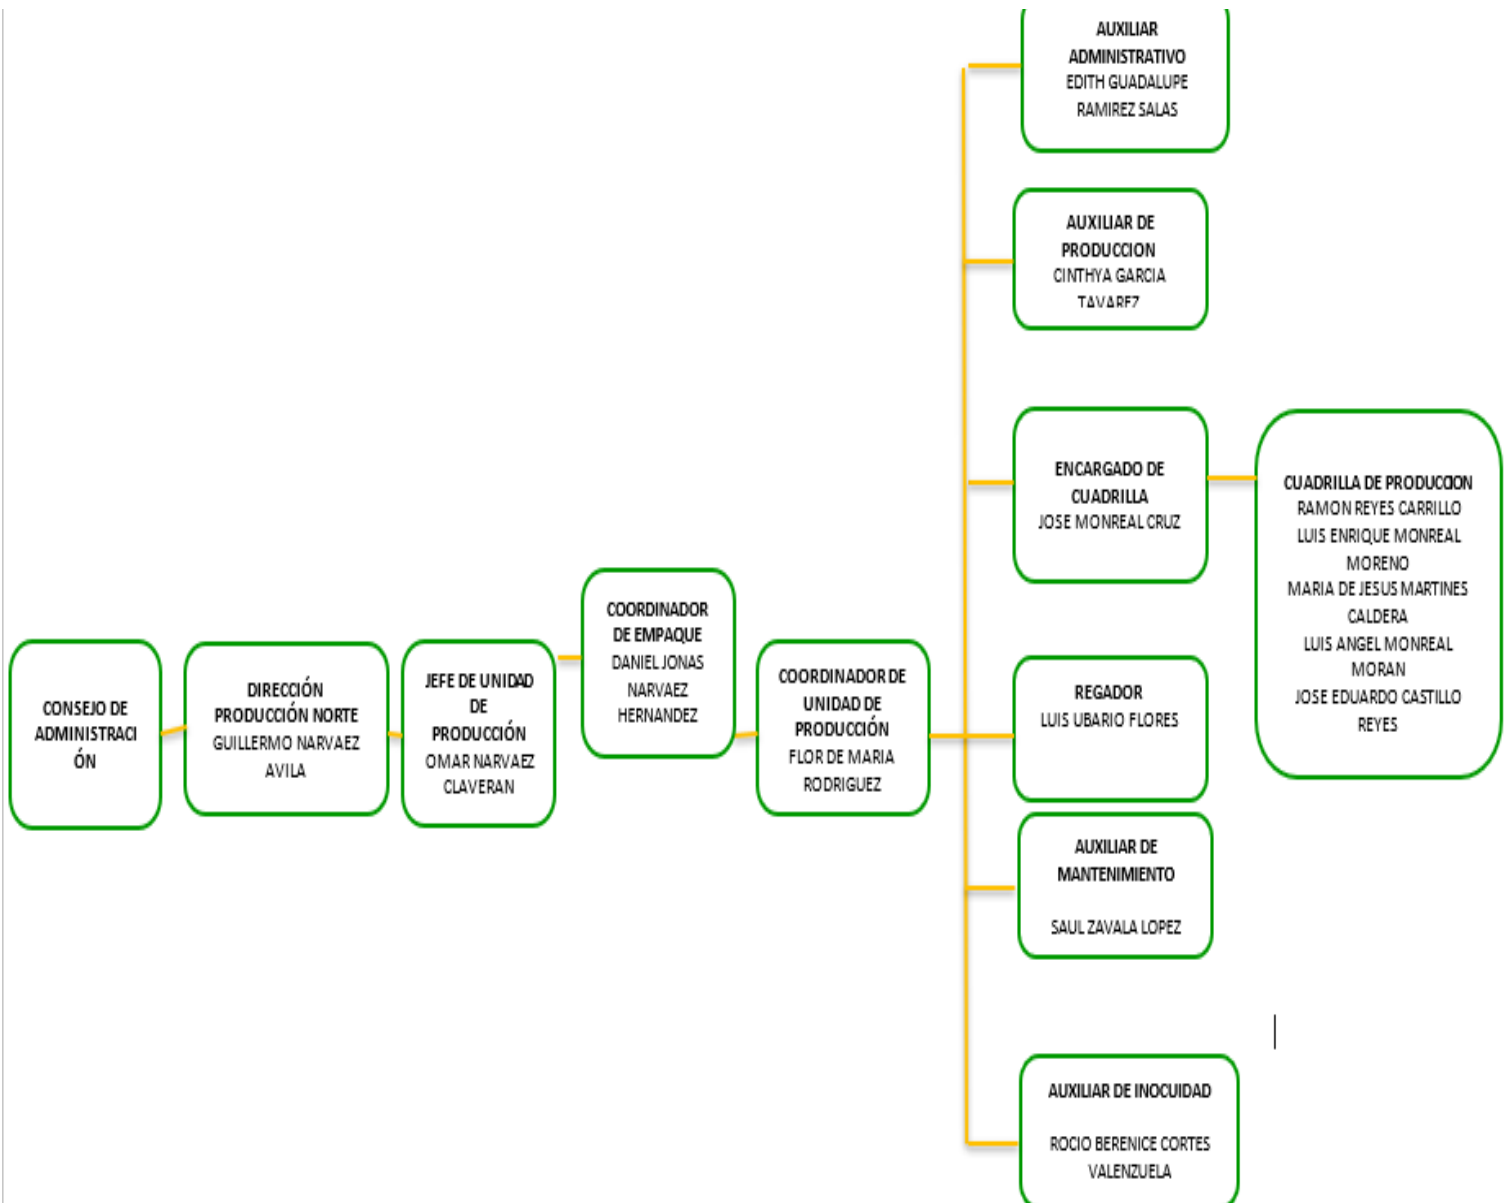 CONSEJO DE
ADMINISTRACI
ÓN
DIRECCIÓN
PRODUCCIÓN NORTE
GUILLERMO NARVAEZ
AVILA
JEFE DE UNIDAD
DE
PRODUCCIÓN
OMAR NARVAEZ
CLAVERAN
COORDINADOR
DE EMPAQUE
DANIEL JONAS
NARVAEZ
HERNANDEZ
COORDINADOR DE
UNIDAD DE
PRODUCCIÓN
FLOR DE MARIA
RODRIGUEZ
AUXILIAR
ADMINISTRATIVO
EDITH GUADALUPE
RAMIREZ SALAS
AUXILIAR DE
PRODUCCION
CINTHYA GARCIA
TAVAREZ
ENCARGADO DE
CUADRILLA
JOSE MONREAL CRUZ
CUADRILLA DE PRODUCCION
RAMON REYES CARRILLO
LUIS ENRIQUE MONREAL
MORENO
MARIA DE JESUS MARTINES
CALDERA
LUIS ANGEL MONREAL
MORAN
JOSE EDUARDO CASTILLO
REYES
REGADOR
LUIS UBARIO FLORES
AUXILIAR DE
MANTENIMIENTO
SAUL ZAVALA LOPEZ
AUXILIAR DE INOCUIDAD
ROCIO BERENICE CORTES
VALENZUELA